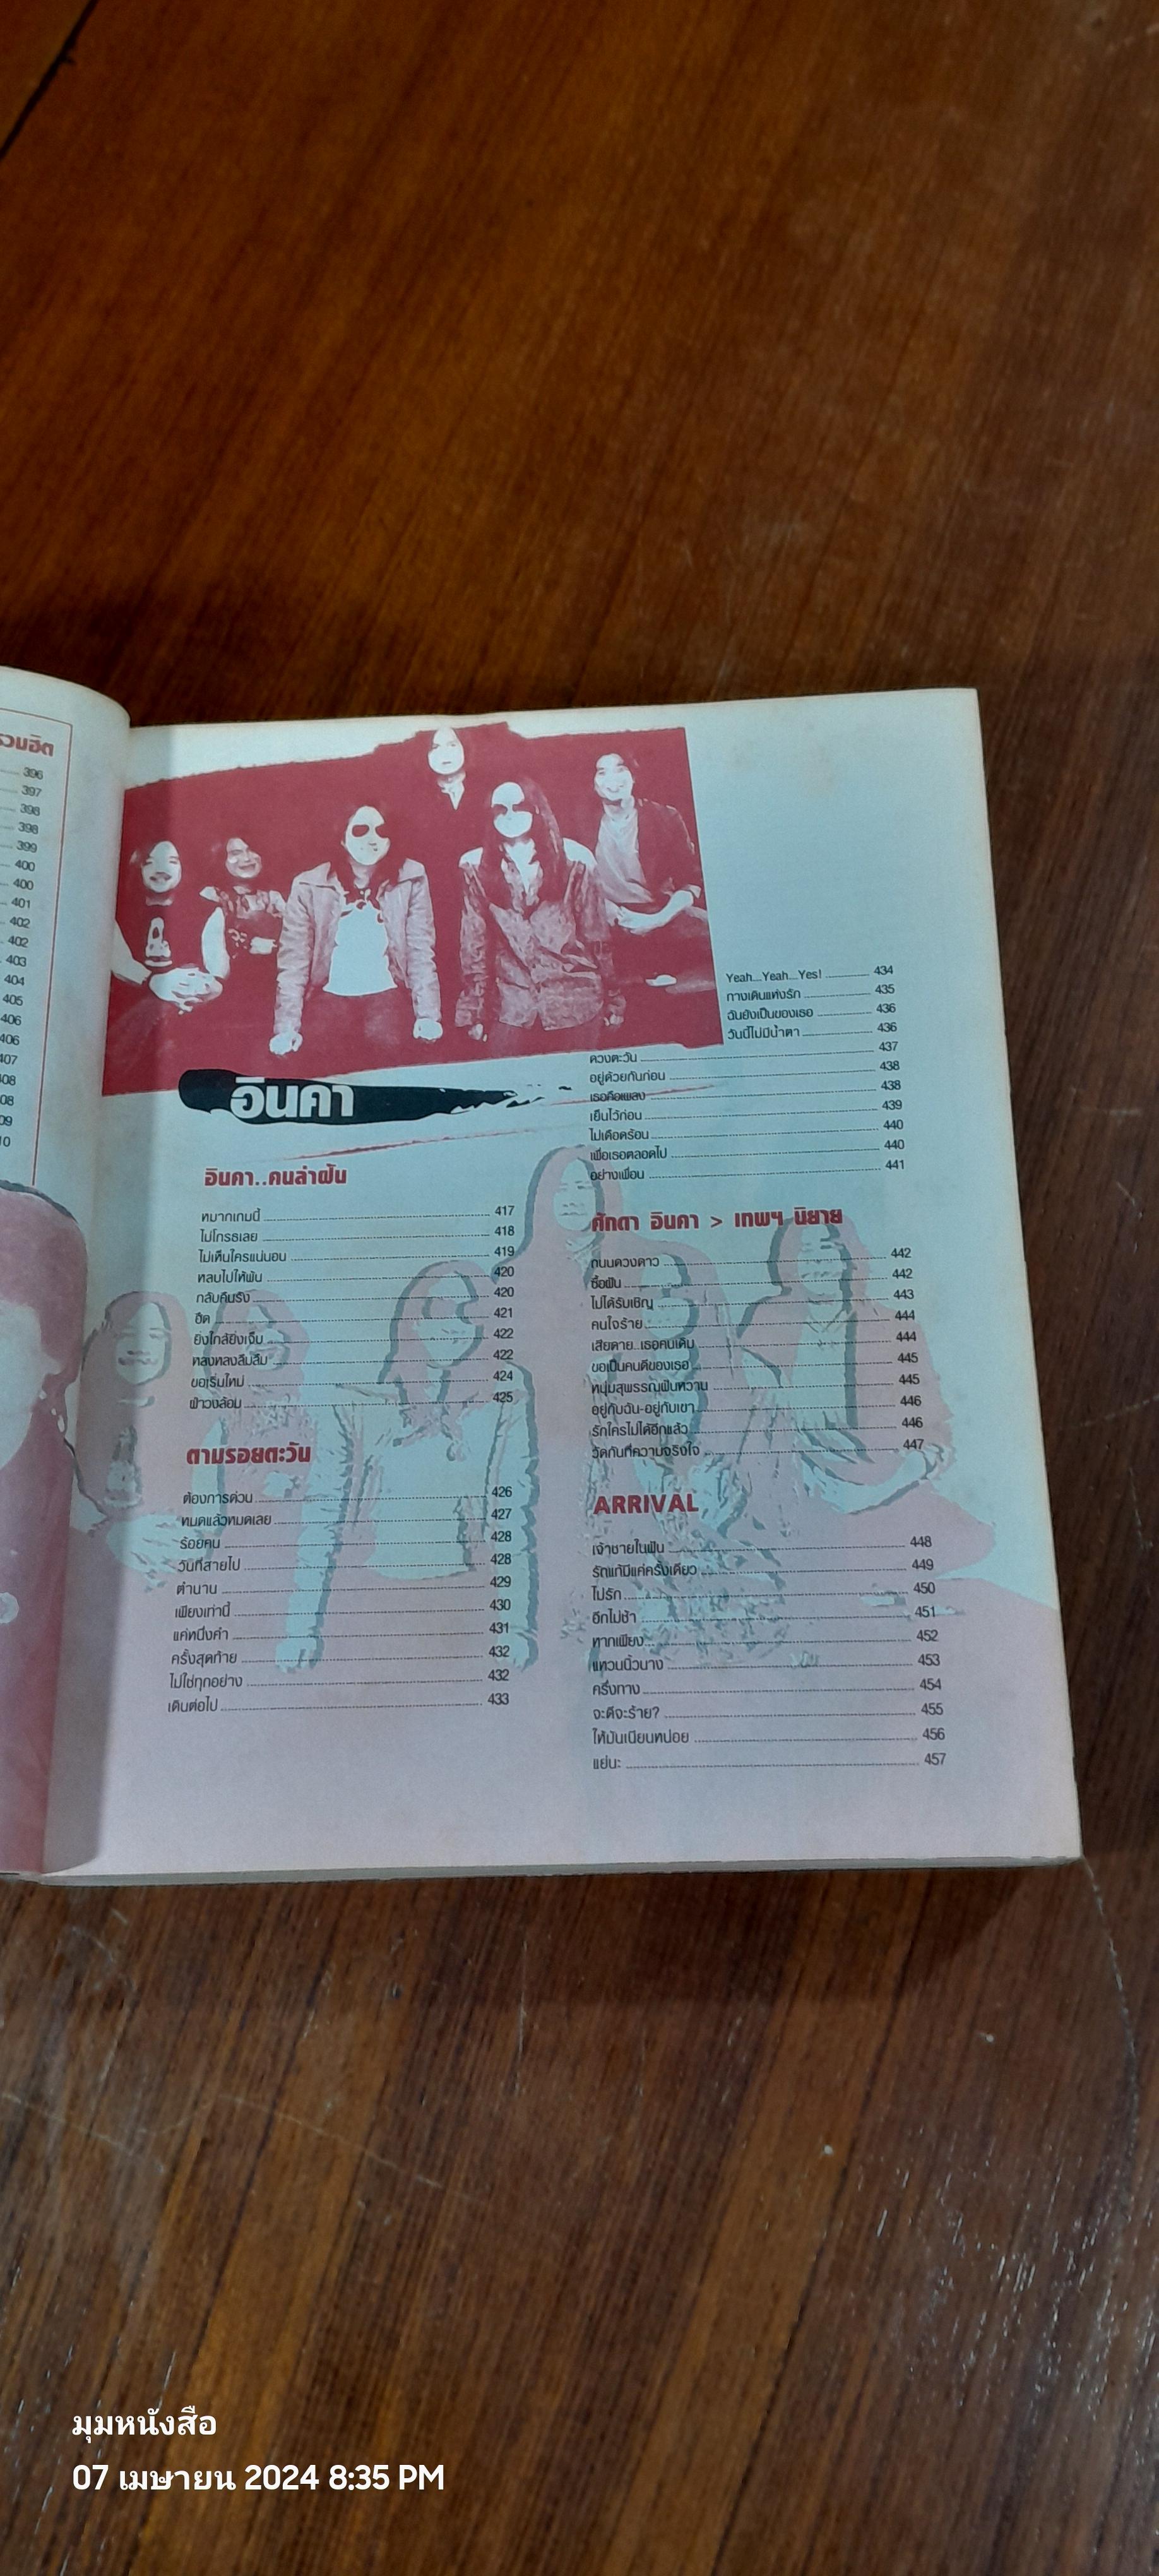 รวมฮิต
396
397
398
398
399
400
400
401
402
402
403
404
405
406
406
407
408
08
09
10
อินคา
อินคา..คนล่าฝัน
หมากเกมนี้ 417
ไม่โกรธเลย 418
ไม่เห็นใครแน่นอน 419
หลบไปให้พ้น 420
กลับคืนรัง 420
ฮึด 421
ยิ่งใกล้ยิ่งเจ็บ 422
หลงหลงลืมลืม 422
ขอเริ่มใหม่ 424
ฝ่าวงล้อม 425
ตามรอยตะวัน
ต้องการด่วน 426
หมดแล้วหมดเลย 427
ร้อยคน 428
วันที่สายไป 428
ตำนาน 429
เพียงเท่านี้ 430
แค่หนึ่งคำ 431
ครั้งสุดท้าย 432
ไม่ใช่ทุกอย่าง 432
เดินต่อไป 433
Yeah...Yeah...Yes! 434
ทางเดินแห่งรัก 435
ฉันยังเป็นของเธอ 436
วันนี้ไม่มีน้ำตา 436
ดวงตะวัน 437
อยู่ด้วยกันก่อน 438
เธอคือเพลง 438
เย็นไว้ก่อน 439
ไม่เดือดร้อน 440
เพื่อเธอตลอดไป 440
อย่างเพื่อน 441
ศักดา อินคา > เทพฯ นิยาย
ถนนดวงดาว 442
ซื้อฝัน 442
ไม่ได้รับเชิญ 443
คนใจร้าย 444
เสียดาย...เธอคนเดิม 444
ขอเป็นคนดีของเธอ 445
หนุ่มสุพรรณฝันหวาน 445
อยู่กับฉัน-อยู่กับเขา 446
รักใครไม่ได้อีกแล้ว 446
วัดกันที่ความจริงใจ 447
ARRIVAL
เจ้าชายในฝัน 448
รักแท้มีแค่ครั้งเดียว 449
ไม่รัก 450
อีกไม่ช้า 451
หากเพียง... 452
แหวนนิ้วนาง 453
ครึ่งทาง 454
จะดีจะร้าย? 455
ให้มันเนียนหน่อย 456
แย่นะ 457
มุมหนังสือ
07 เมษายน 2024 8:35 PM